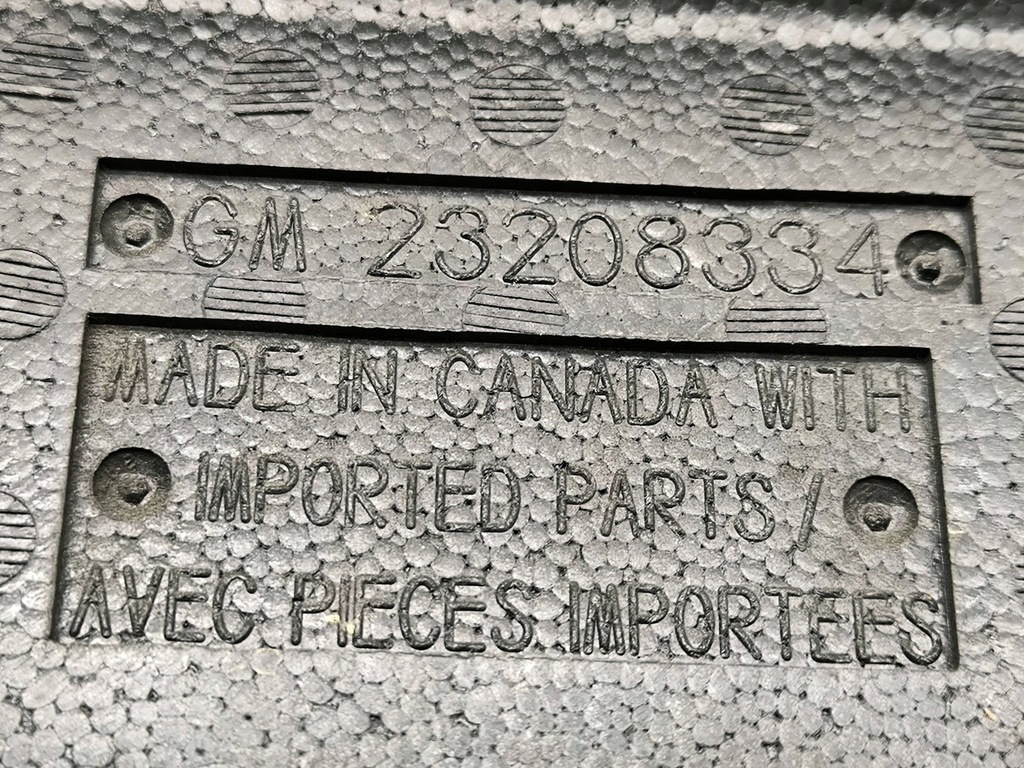 GM 23208334
MADE IN CANADA WITH
IMPORTED PARTS /
AVEC PIECES IMPORTEES